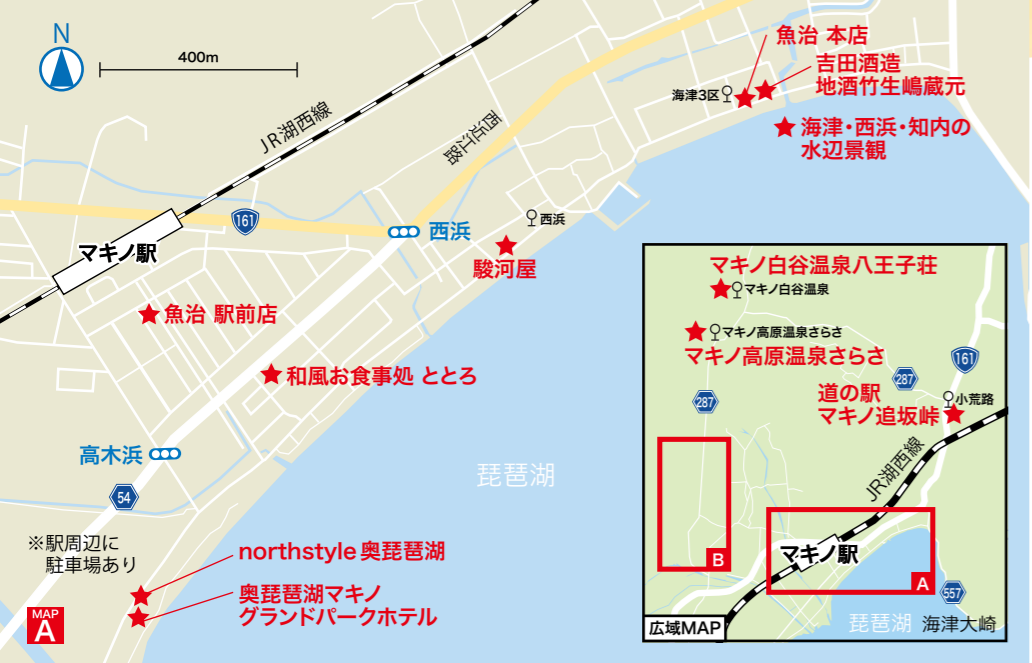 N
400m
JR湖西線
西近江路
魚治 本店
吉田酒造
地酒竹生嶋蔵元
海津3区
海津・西浜・知内の
水辺景観
161
西浜
西浜
マキノ駅
駿河屋
魚治 駅前店
和風お食事処 ととろ
高木浜
54
琵琶湖
※駅周辺に
駐車場あり
northstyle 奥琵琶湖
奥琵琶湖マキノ
グランドパークホテル
MAP
A
マキノ白谷温泉八王子荘
マキノ白谷温泉
マキノ高原温泉さらさ
マキノ高原温泉さらさ
161
287
287
道の駅
マキノ追坂峠
小荒路
JR湖西線
B
マキノ駅
A
557
琵琶湖
海津大崎
広域MAP